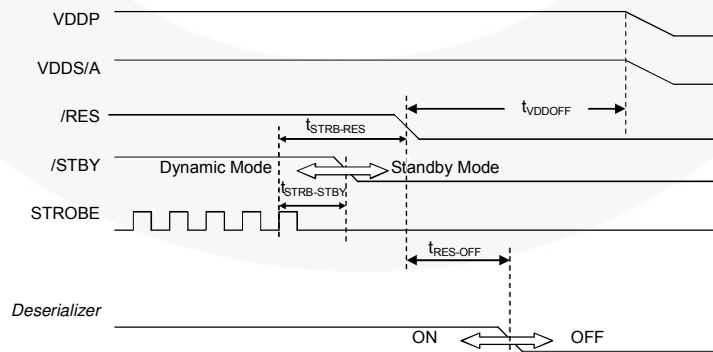 VDDP
VDDS/A
/RES
tVDDOFF
tSTRB-RES
/STBY
Dynamic Mode
Standby Mode
tSTRB-STBY
STROBE
tRES-OFF
Deserializer
ON
OFF